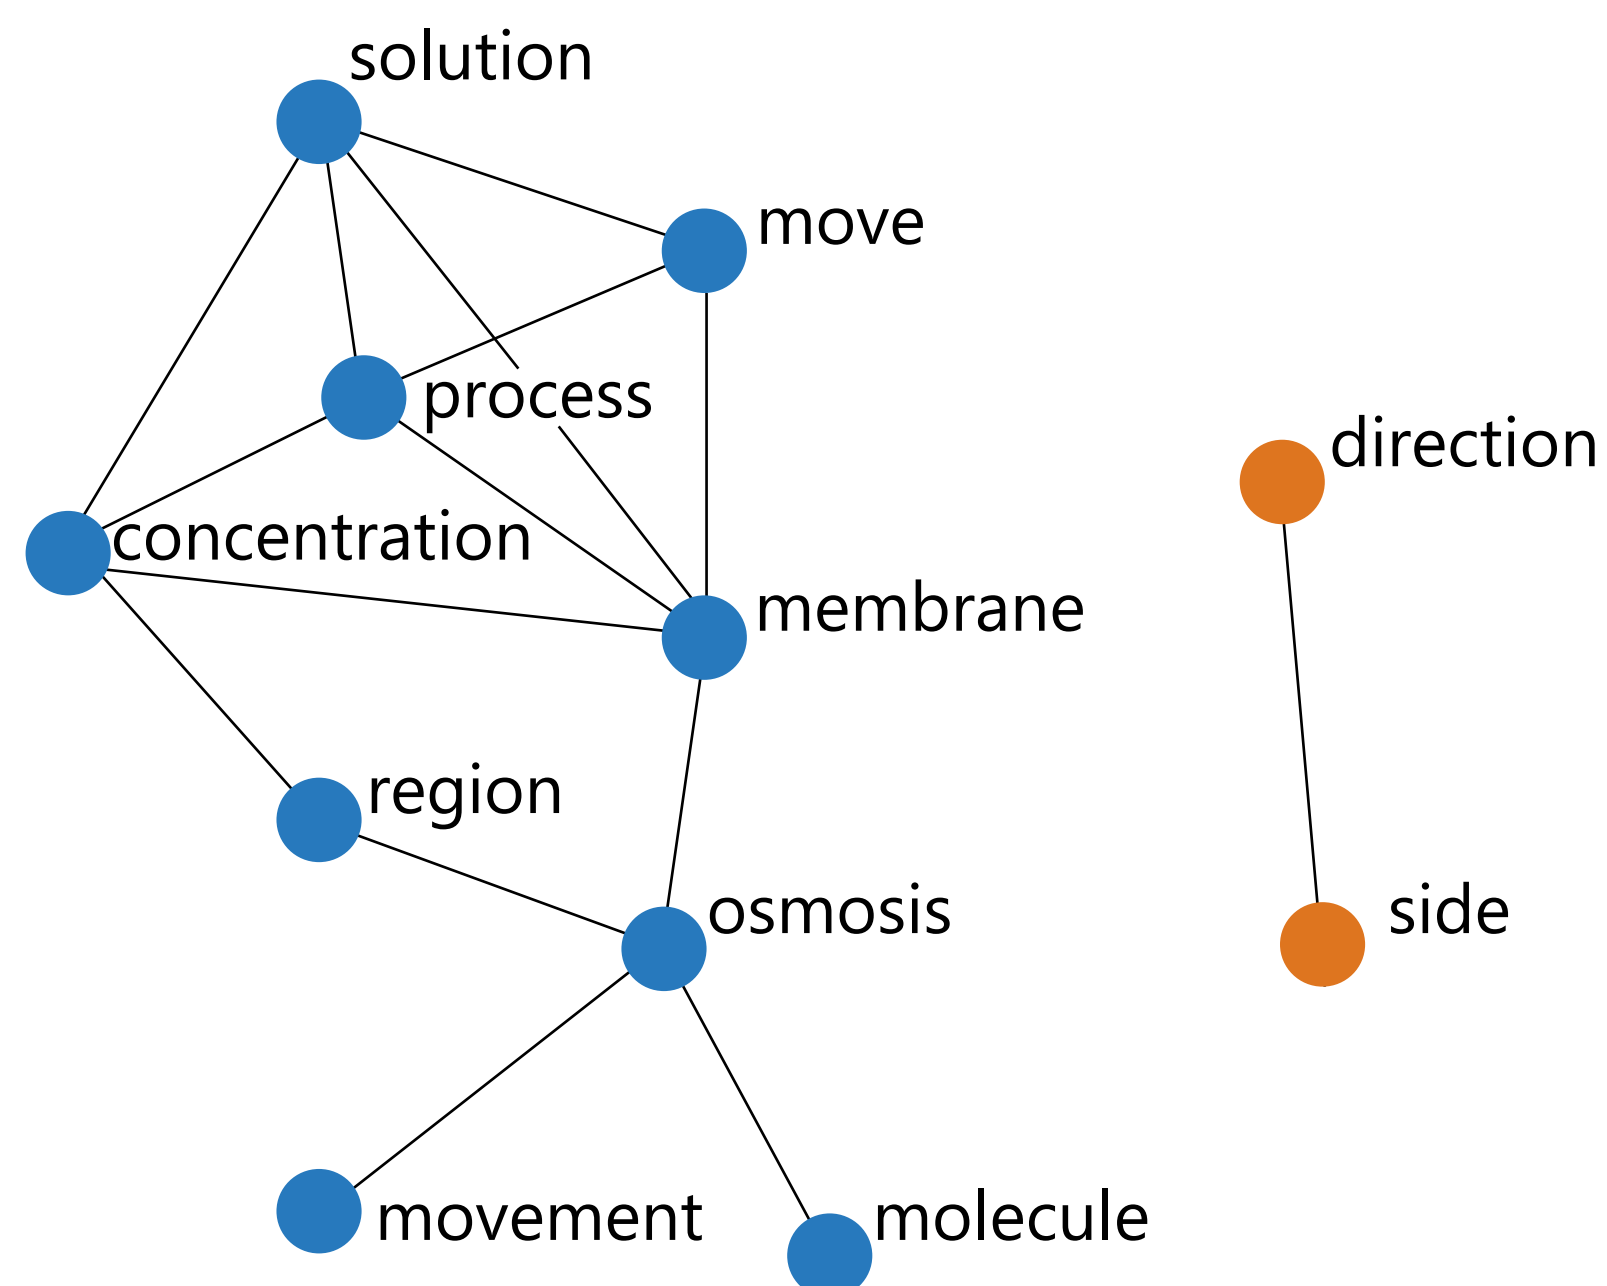 solution
move
process
direction
concentration
membrane
region
osmosis
side
movement
molecule